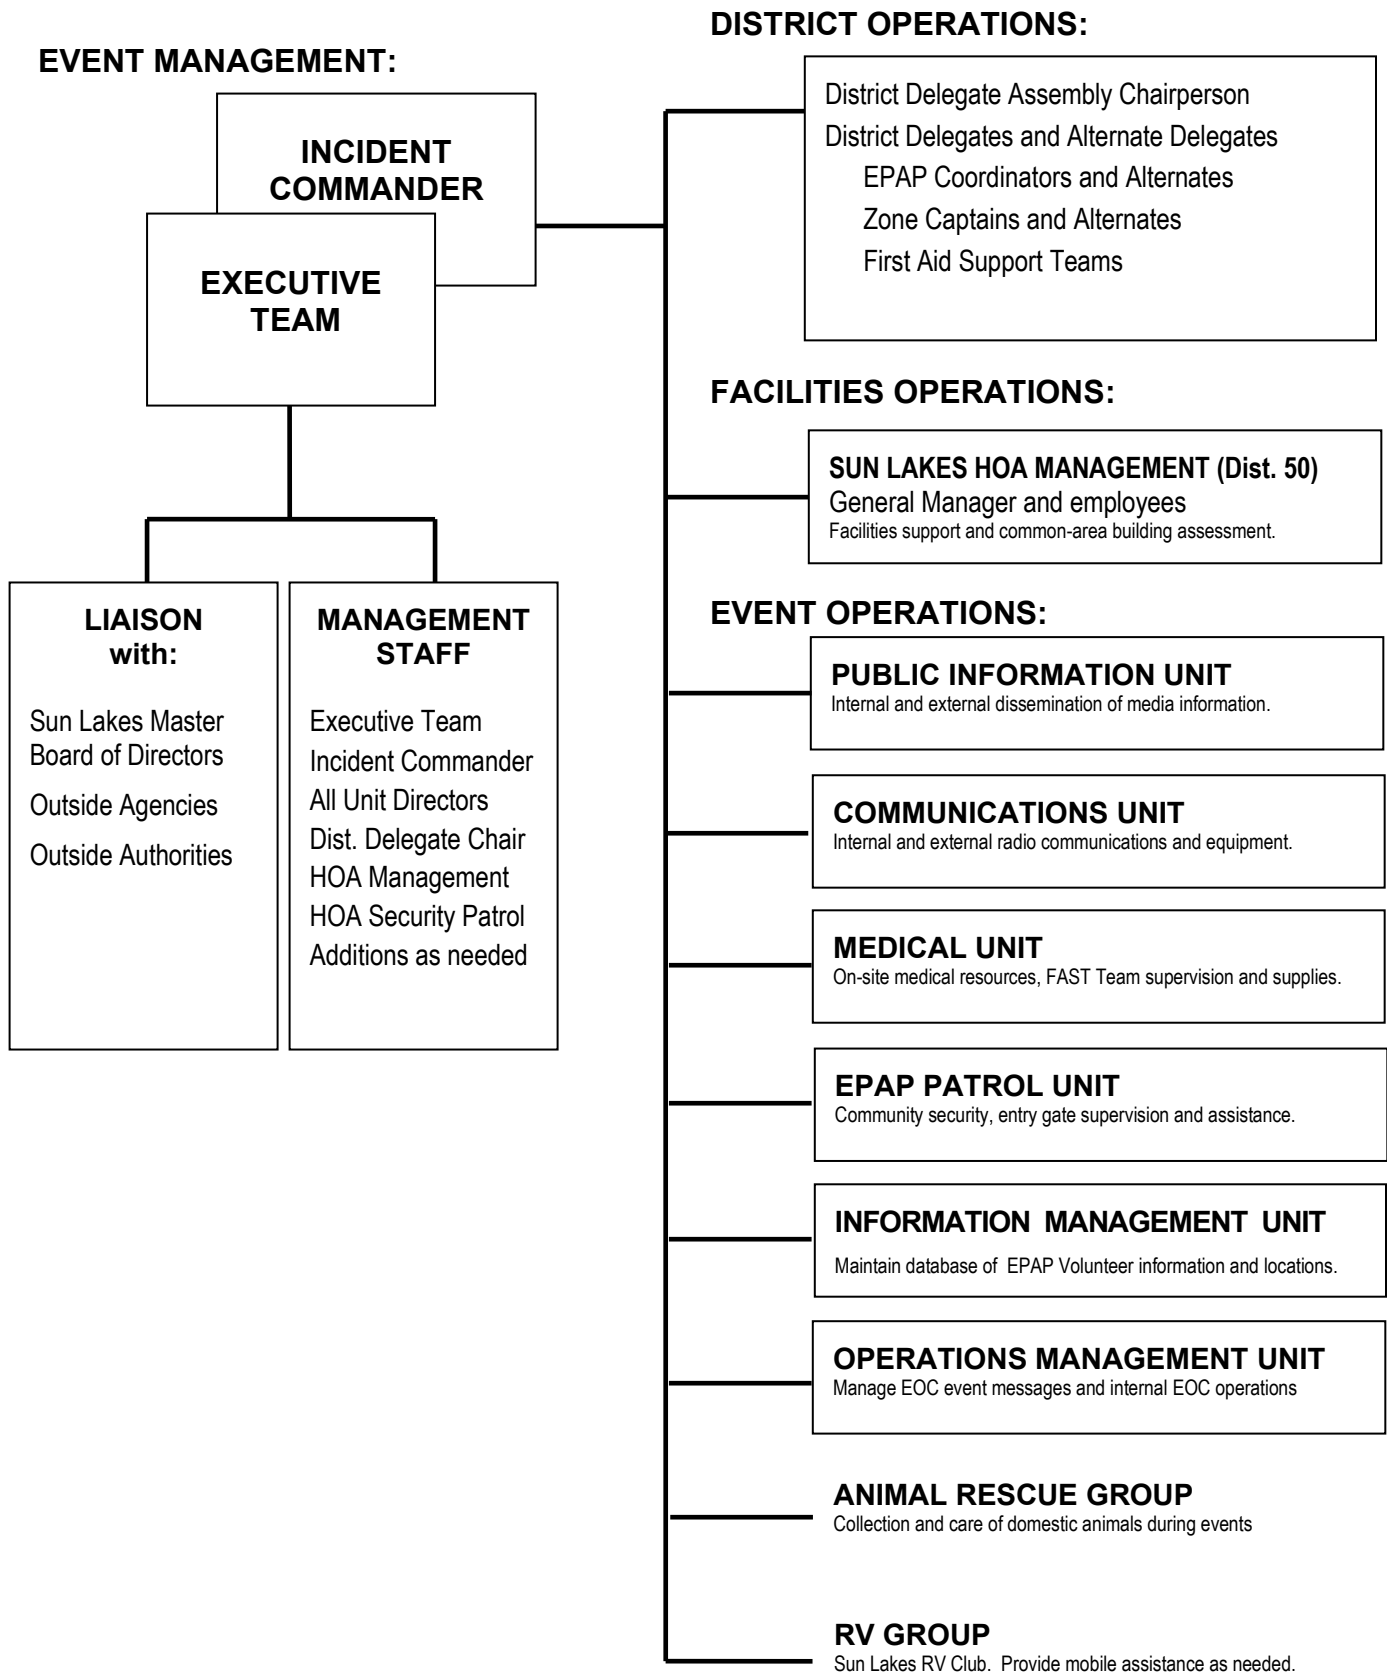 EVENT MANAGEMENT:
INCIDENT
COMMANDER
EXECUTIVE
TEAM
LIAISON
with:
Sun Lakes Master
Board of Directors
Outside Agencies
Outside Authorities
MANAGEMENT
STAFF
Executive Team
Incident Commander
All Unit Directors
Dist. Delegate Chair
HOA Management
HOA Security Patrol
Additions as needed
DISTRICT OPERATIONS:
District Delegate Assembly Chairperson
District Delegates and Alternate Delegates
EPAP Coordinators and Alternates
Zone Captains and Alternates
First Aid Support Teams
FACILITIES OPERATIONS:
SUN LAKES HOA MANAGEMENT (Dist. 50)
General Manager and employees
Facilities support and common-area building assessment.
EVENT OPERATIONS:
PUBLIC INFORMATION UNIT
Internal and external dissemination of media information.
COMMUNICATIONS UNIT
Internal and external radio communications and equipment.
MEDICAL UNIT
On-site medical resources, FAST Team supervision and supplies.
EPAP PATROL UNIT
Community security, entry gate supervision and assistance.
INFORMATION MANAGEMENT UNIT
Maintain database of EPAP Volunteer information and locations.
OPERATIONS MANAGEMENT UNIT
Manage EOC event messages and internal EOC operations
ANIMAL RESCUE GROUP
Collection and care of domestic animals during events
RV GROUP
Sun Lakes RV Club. Provide mobile assistance as needed.